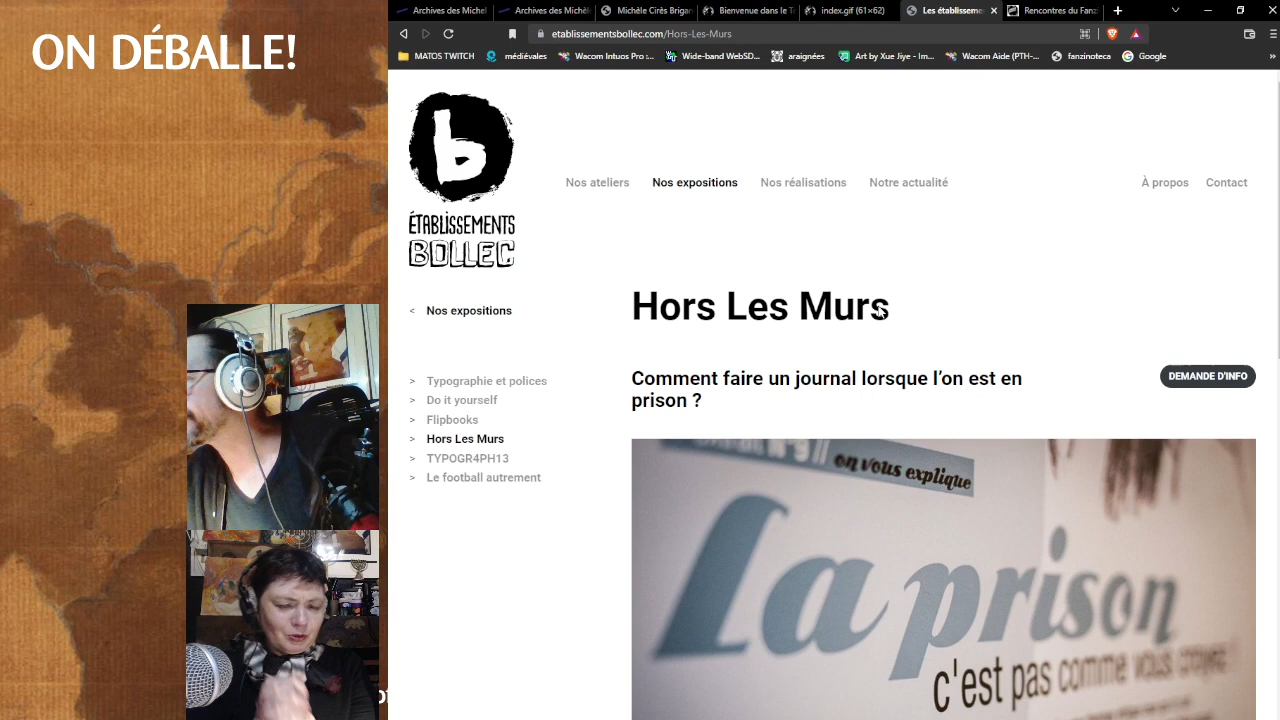 ON DÉBALLE!
Archives des Michel
Archives des Michèl
Michèle Cirès Brigan
Bienvenue dans le T
index.gif (61×62)
Les établisseme
Rencontres du Fanz
etablissementsbollec.com/Hors-Les-Murs
MATOS TWITCH
médiévales
Wacom Intuos Pro :...
Wide-band WebSD...
araignées
Art by Xue Jiye - Im...
Wacom Aide (PTH-...
fanzinoteca
Google
b
ÉTABLISSEMENTS
BOLLEC
Nos ateliers
Nos expositions
Nos réalisations
Notre actualité
À propos
Contact
< Nos expositions
> Typographie et polices
> Do it yourself
> Flipbooks
> Hors Les Murs
> TYPOGR4PH13
> Le football autrement
Hors Les Murs
Comment faire un journal lorsque l'on est en
prison ?
DEMANDE D'INFO
on vous explique
La prison
c'est pas comme vous croyez